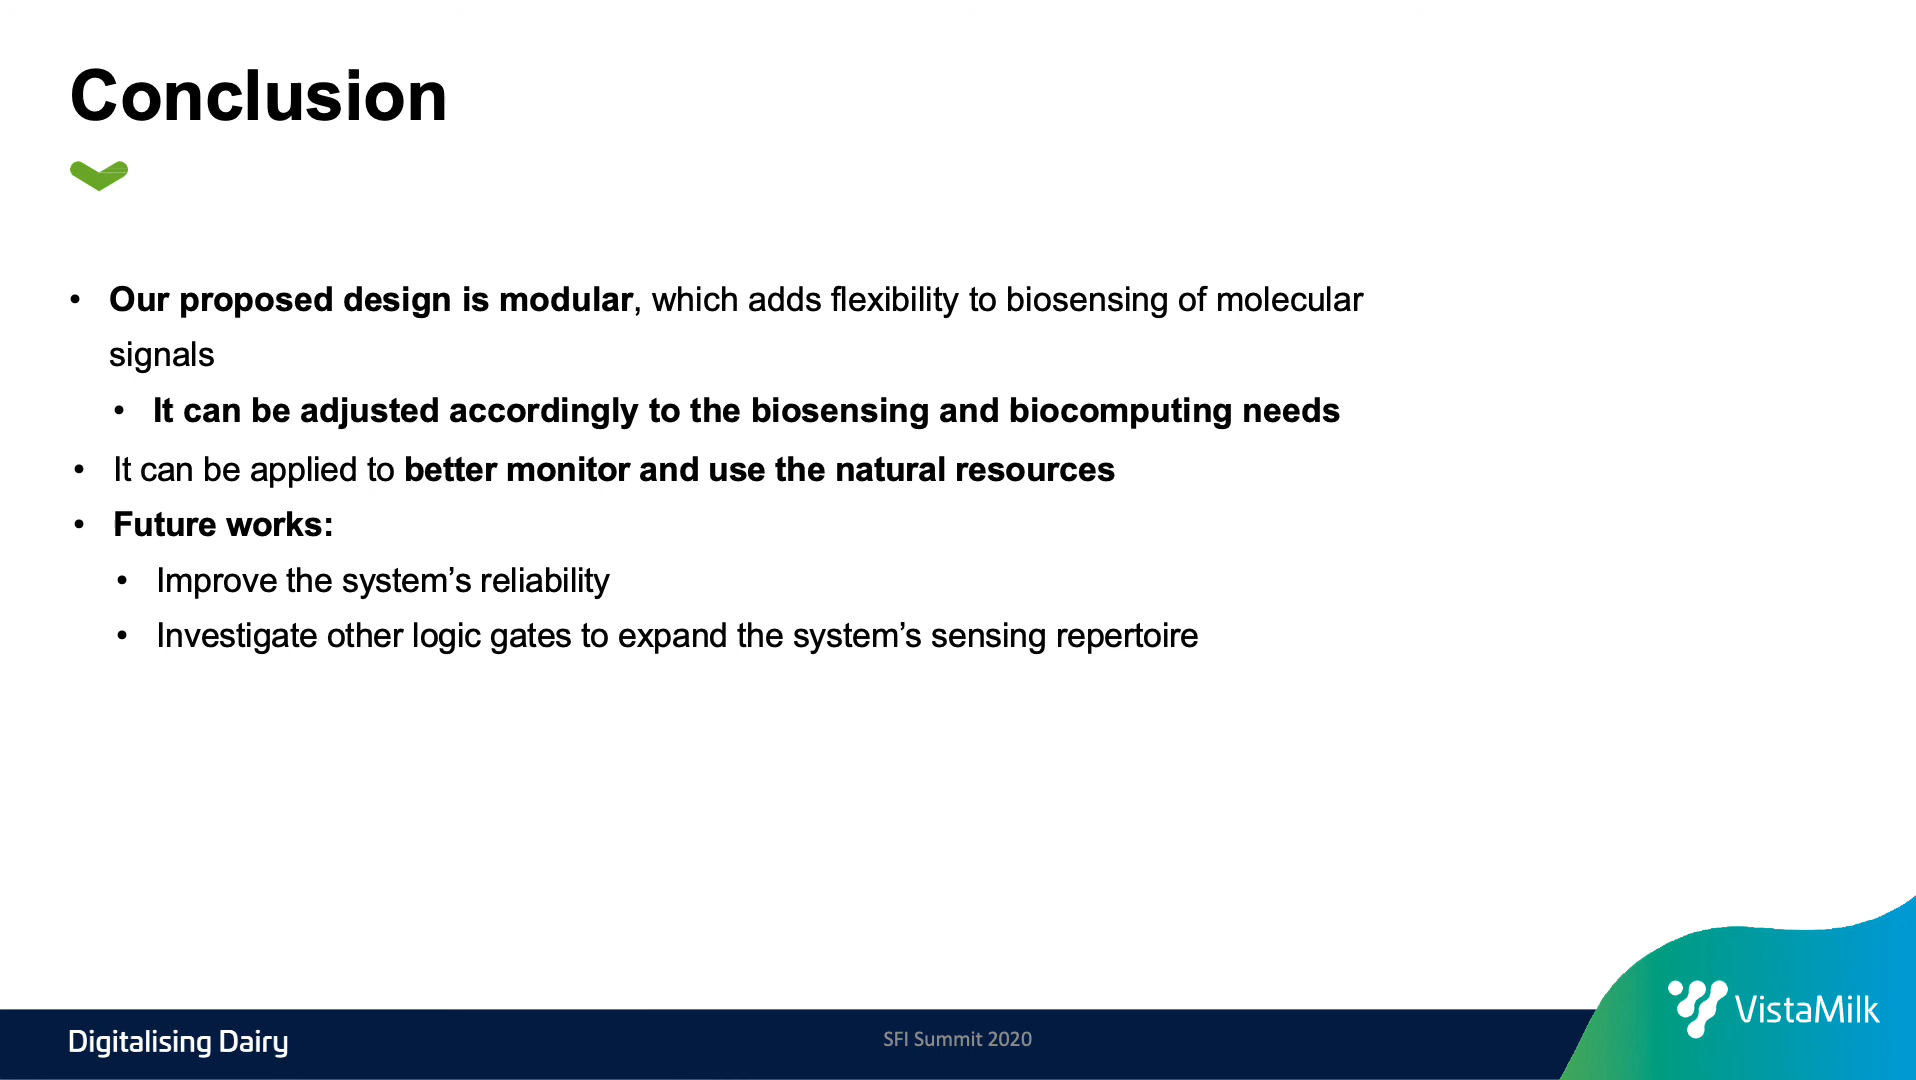 Conclusion
• Our proposed design is modular, which adds flexibility to biosensing of molecular
signals
• It can be adjusted accordingly to the biosensing and biocomputing needs
• It can be applied to better monitor and use the natural resources
• Future works:
• Improve the system’s reliability
• Investigate other logic gates to expand the system’s sensing repertoire
Digitalising Dairy
SFI Summit 2020
VistaMilk